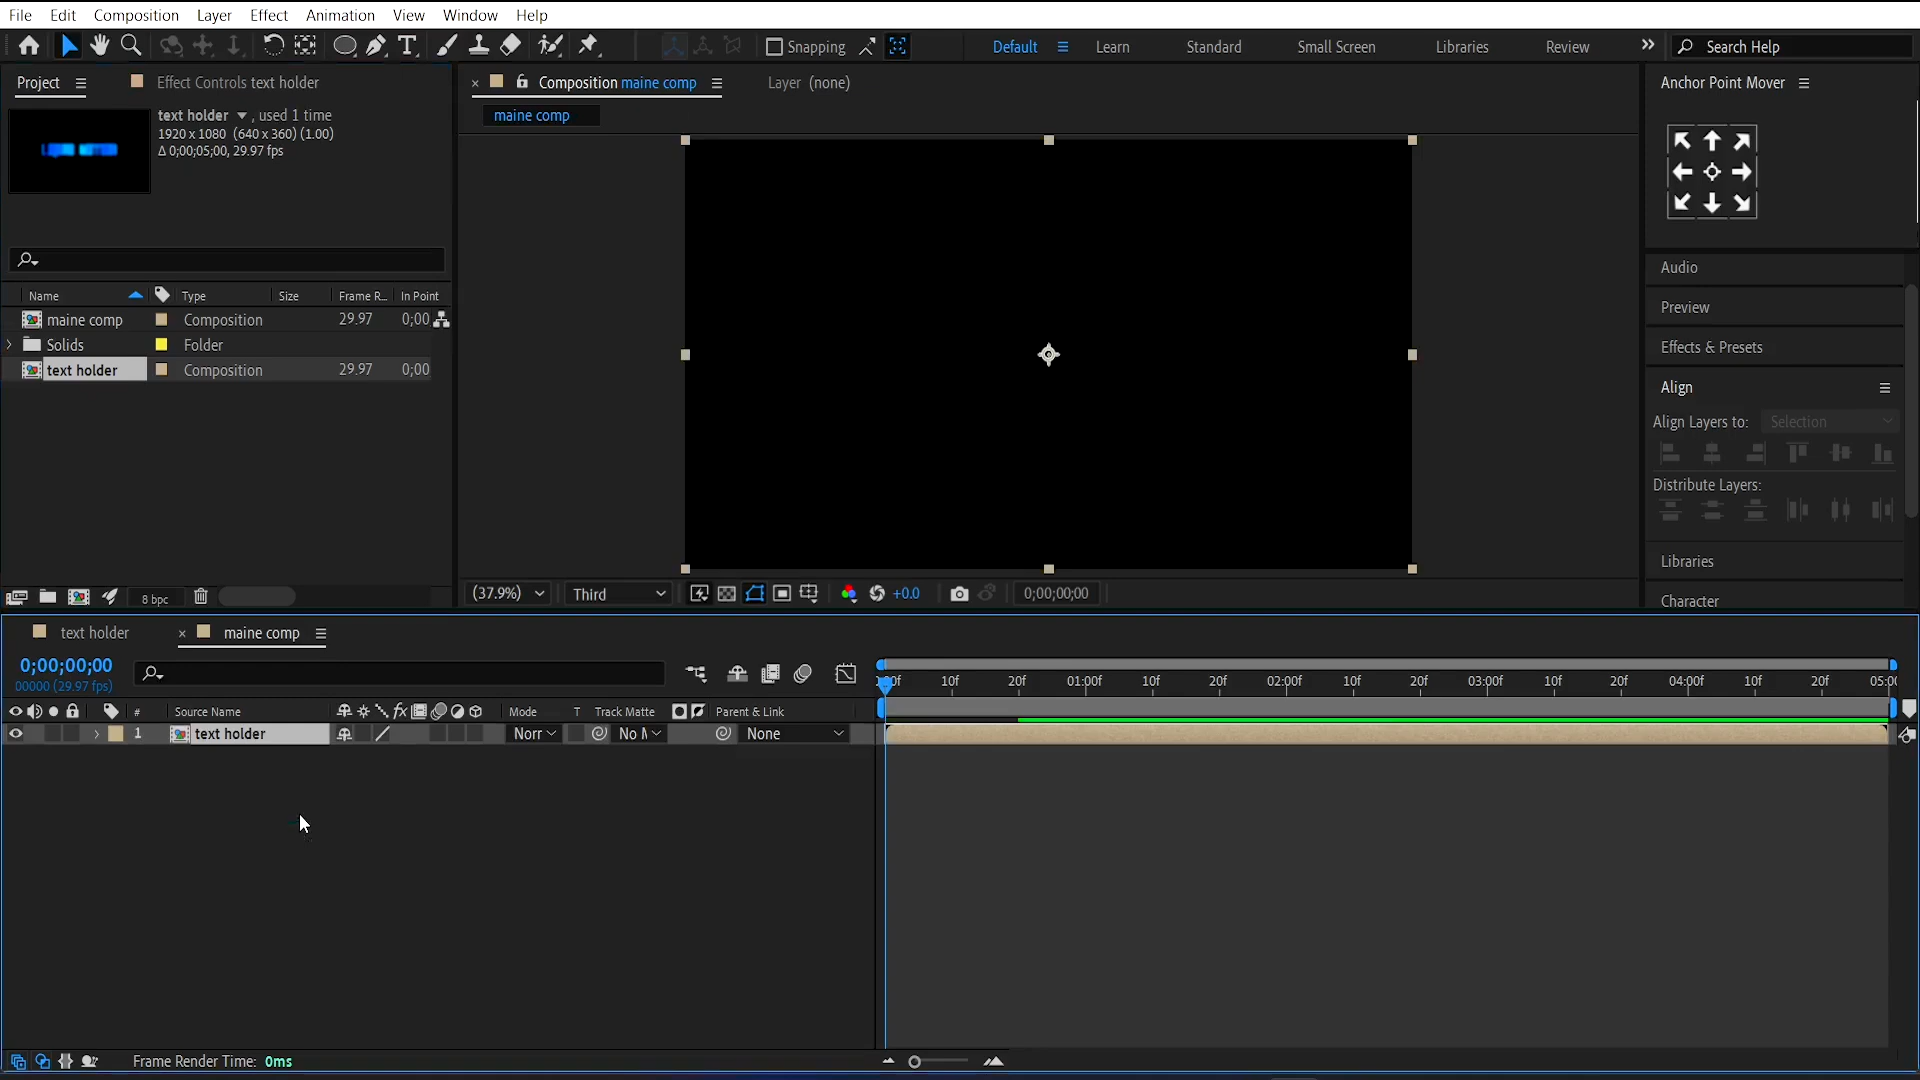 File Edit Composition Layer Effect Animation View Window Help
Snapping Default Learn Standard Small Screen Libraries Review Search Help
Project Effect Controls text holder
text holder , used 1 time
1920 x 1080 (640 x 360) (1.00)
Δ 0;00;05;00, 29.97 fps
Name Type Size Frame R... In Point
maine comp Composition 29.97 0;00
Solids Folder
text holder Composition 29.97 0;00
8 bpc
Composition maine comp Layer (none)
maine comp
(37.9%) Third +0.0 0;00;00;00
Anchor Point Mover
Audio
Preview
Effects & Presets
Align
Align Layers to: Selection
Distribute Layers:
Libraries
Character
text holder maine comp
0;00;00;00
00000 (29.97 fps)
10f 20f 01:00f 10f 20f 02:00f 10f 20f 03:00f 10f 20f 04:00f 10f 20f 05:00
# Source Name fx Mode T Track Matte Parent & Link
1 text holder Norr No M None
Frame Render Time: 0ms